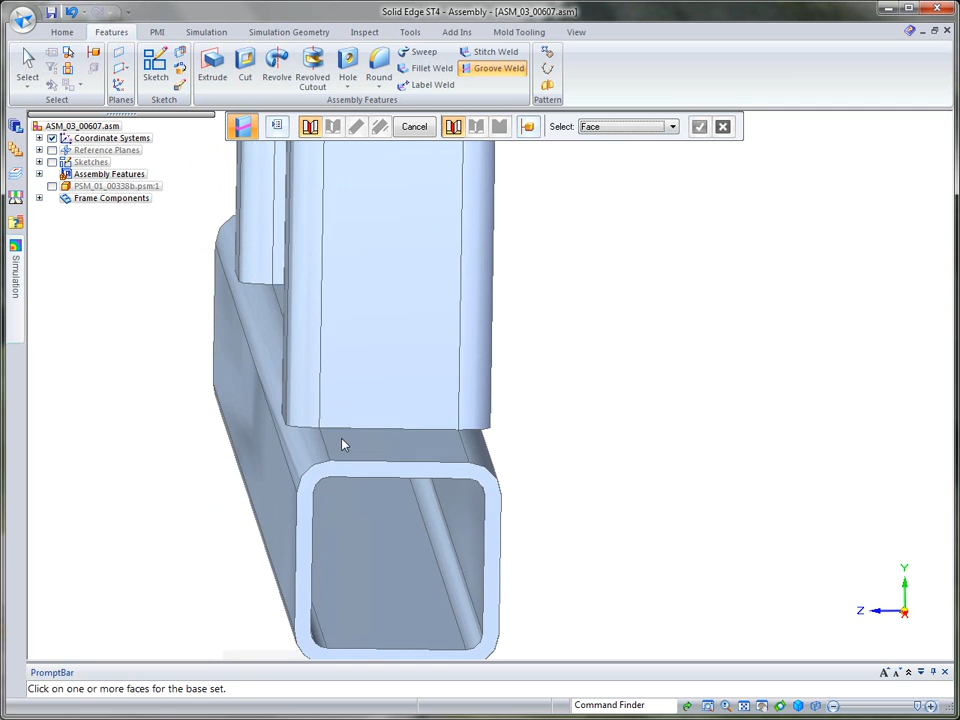 Solid Edge ST4 - Assembly - [ASM_03_00607.asm]
Home Features PMI Simulation Simulation Geometry Inspect Tools Add Ins Mold Tooling View
Select
Select
Planes
Sketch
Sketch
Extrude Cut Revolve Revolved Cutout Hole Round
Sweep
Fillet Weld
Label Weld
Stitch Weld
Groove Weld
Assembly Features
Pattern
Cancel
Select: Face
ASM_03_00607.asm
Coordinate Systems
Reference Planes
Sketches
Assembly Features
PSM_01_00338b.psm:1
Frame Components
Simulation
Y
Z
X
PromptBar
Click on one or more faces for the base set.
Command Finder